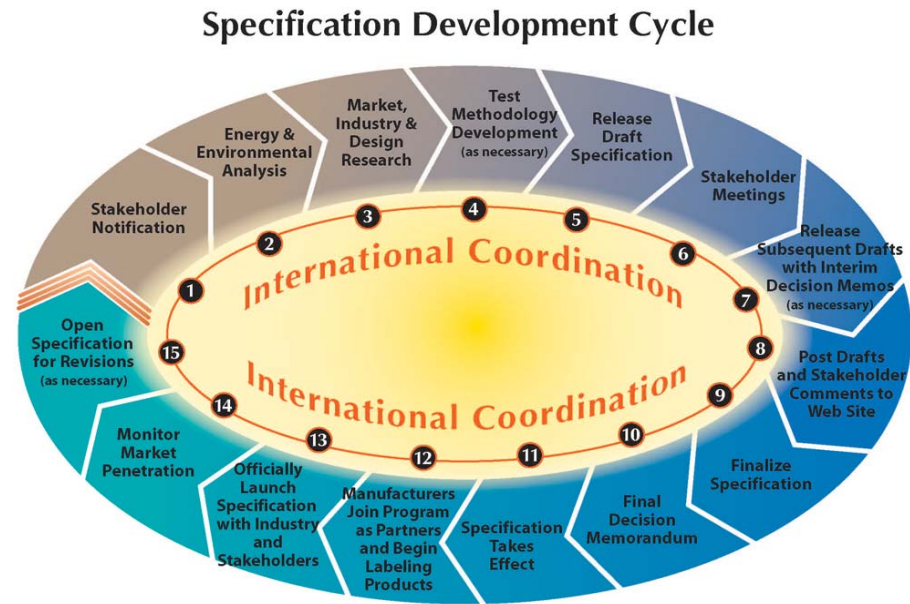 Specification Development Cycle
Stakeholder
Notification
Energy &
Environmental
Analysis
Market,
Industry &
Design
Research
Test
Methodology
Development
(as necessary)
Release
Draft
Specification
Stakeholder
Meetings
Release
Subsequent Drafts
with Interim
Decision Memos
(as necessary)
Post Drafts
and Stakeholder
Comments to
Web Site
Finalize
Specification
Final
Decision
Memorandum
Specification
Takes
Effect
Manufacturers
Join Program
as Partners
and Begin
Labeling
Products
Officially
Launch
Specification
with Industry
and
Stakeholders
Monitor
Market
Penetration
Open
Specification
for Revisions
(as necessary)
1
2
3
4
5
6
7
8
9
10
11
12
13
14
15
International Coordination
International Coordination